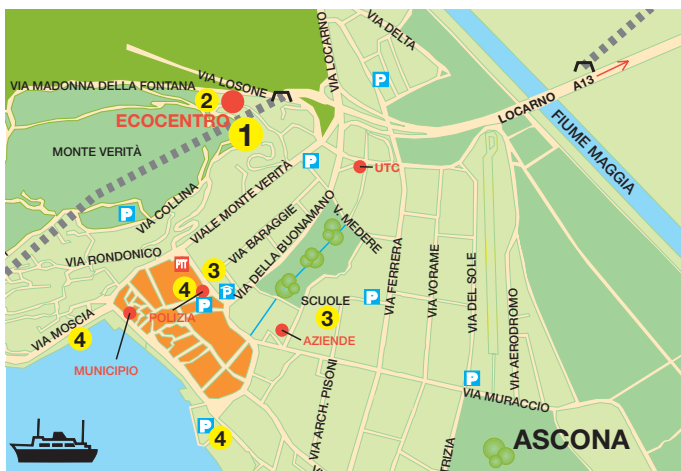 VIA DELTA
VIA LOCARNO
P
VIA LOSONE
VIA MADONNA DELLA FONTANA
2
ECOCENTRO
1
A13
LOCARNO
FIUME MAGGIA
MONTE VERITÀ
P
UTC
VIALE MONTE VERITÀ
VIA COLLINA
P
VIA BARAGGIE
VIA DELLA BUONAMANO
V. MEDERE
VIA RONDONICO
PIT
3
4
P
P
POLIZIA
SCUOLE
3
P
VIA FERRERA
VIA VORAME
VIA DEL SOLE
VIA AERODROMO
VIA MOSCIA
4
MUNICIPIO
AZIENDE
VIA ARCH. PISONI
P
VIA MURACCIO
P
4
TRIZIA
ASCONA